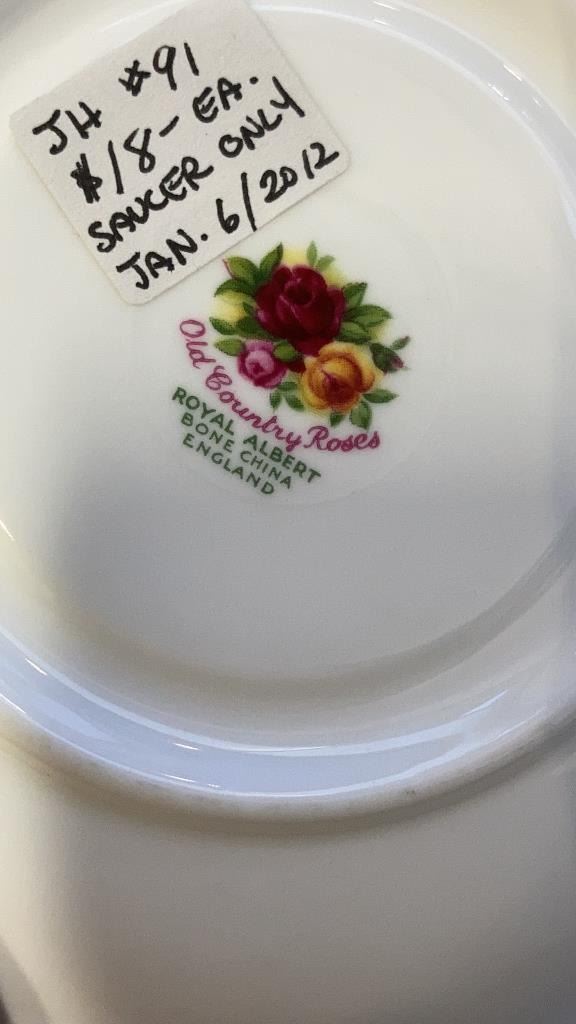 JH #91
$18- EA.
SAUCER ONLY
JAN. 6/2012
Old Country Roses
ROYAL ALBERT
BONE CHINA
ENGLAND